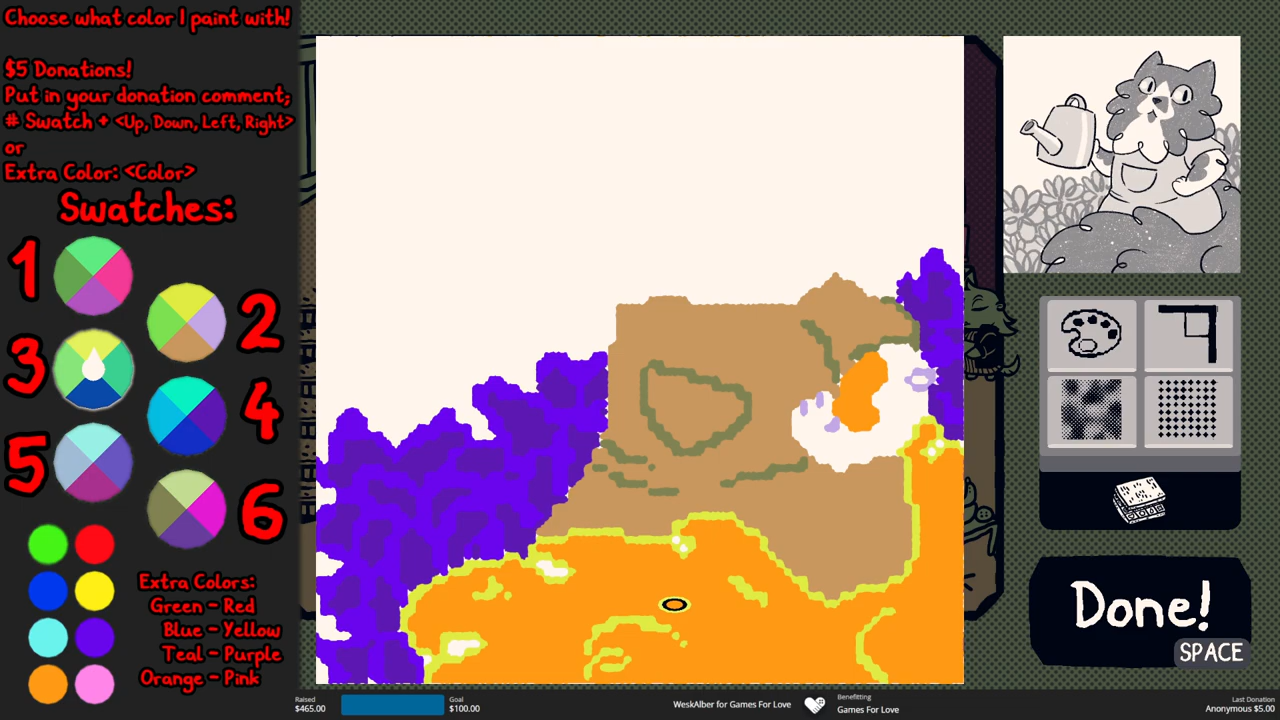 Choose what color I paint with!
$5 Donations!
Put in your donation comment;
# Swatch + <Up, Down, Left, Right>
or
Extra Color: <Color>
Swatches:
1
2
3
4
5
6
Extra Colors:
Green - Red
Blue - Yellow
Teal - Purple
Orange - Pink
Done!
SPACE
Raised
$465.00
Goal
$100.00
WeskAlber for Games For Love
Benefitting
Games For Love
Last Donation
Anonymous $5.00